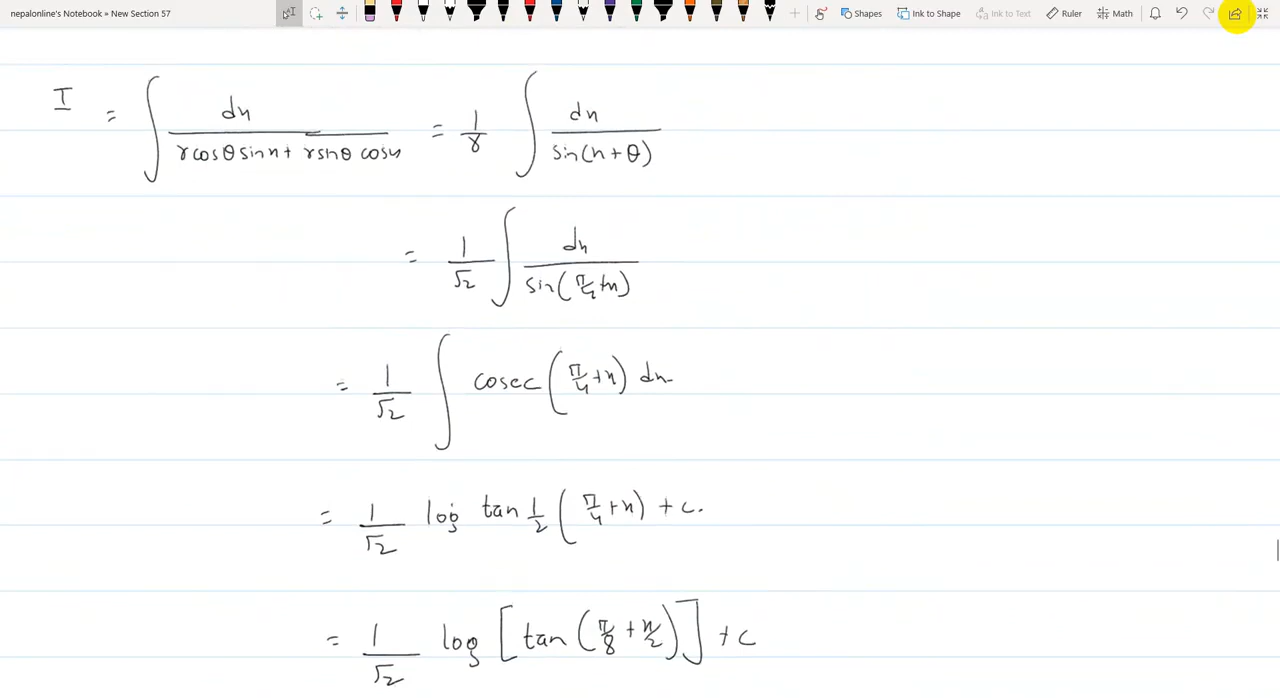 nepalonline's Notebook » New Section 57
Shapes Ink to Shape Ink to Text Ruler Math
I = ∫ dx / (r cosθ sin x + r sinθ cos x) = 1/r ∫ dx / sin(x + θ)
= 1/√2 ∫ dx / sin(π/4 + x)
= 1/√2 ∫ cosec (π/4 + x) dx
= 1/√2 log tan 1/2 (π/4 + x) + c.
= 1/√2 log [tan (π/8 + x/2)] + c